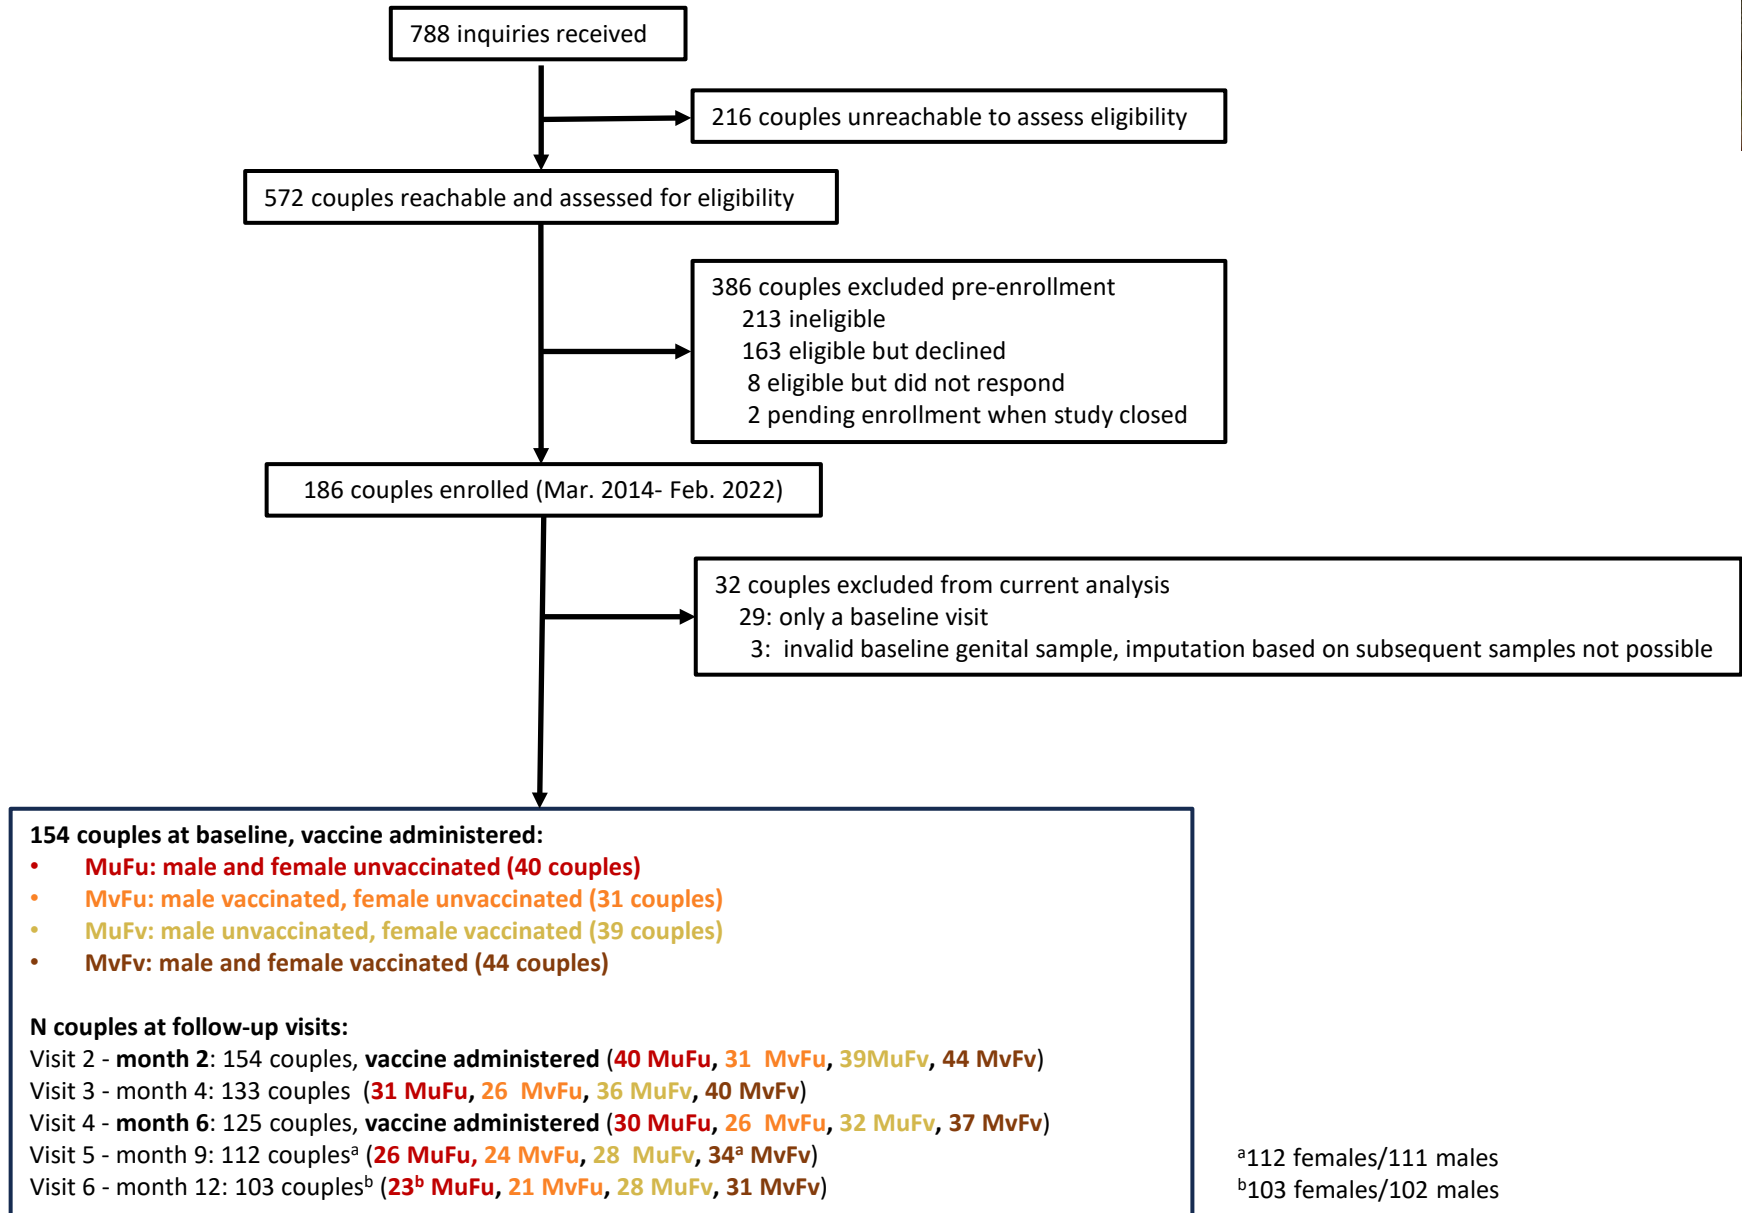 788 inquiries received
216 couples unreachable to assess eligibility
572 couples reachable and assessed for eligibility
386 couples excluded pre-enrollment
213 ineligible
163 eligible but declined
8 eligible but did not respond
2 pending enrollment when study closed
186 couples enrolled (Mar. 2014- Feb. 2022)
32 couples excluded from current analysis
29: only a baseline visit
3: invalid baseline genital sample, imputation based on subsequent samples not possible
154 couples at baseline, vaccine administered:
• MuFu: male and female unvaccinated (40 couples)
• MvFu: male vaccinated, female unvaccinated (31 couples)
• MuFv: male unvaccinated, female vaccinated (39 couples)
• MvFv: male and female vaccinated (44 couples)
N couples at follow-up visits:
Visit 2 - month 2: 154 couples, vaccine administered (40 MuFu, 31 MvFu, 39MuFv, 44 MvFv)
Visit 3 - month 4: 133 couples (31 MuFu, 26 MvFu, 36 MuFv, 40 MvFv)
Visit 4 - month 6: 125 couples, vaccine administered (30 MuFu, 26 MvFu, 32 MuFv, 37 MvFv)
Visit 5 - month 9: 112 couplesᵃ (26 MuFu, 24 MvFu, 28 MuFv, 34ᵃ MvFv)
Visit 6 - month 12: 103 couplesᵇ (23ᵇ MuFu, 21 MvFu, 28 MuFv, 31 MvFv)
ᵃ112 females/111 males
ᵇ103 females/102 males